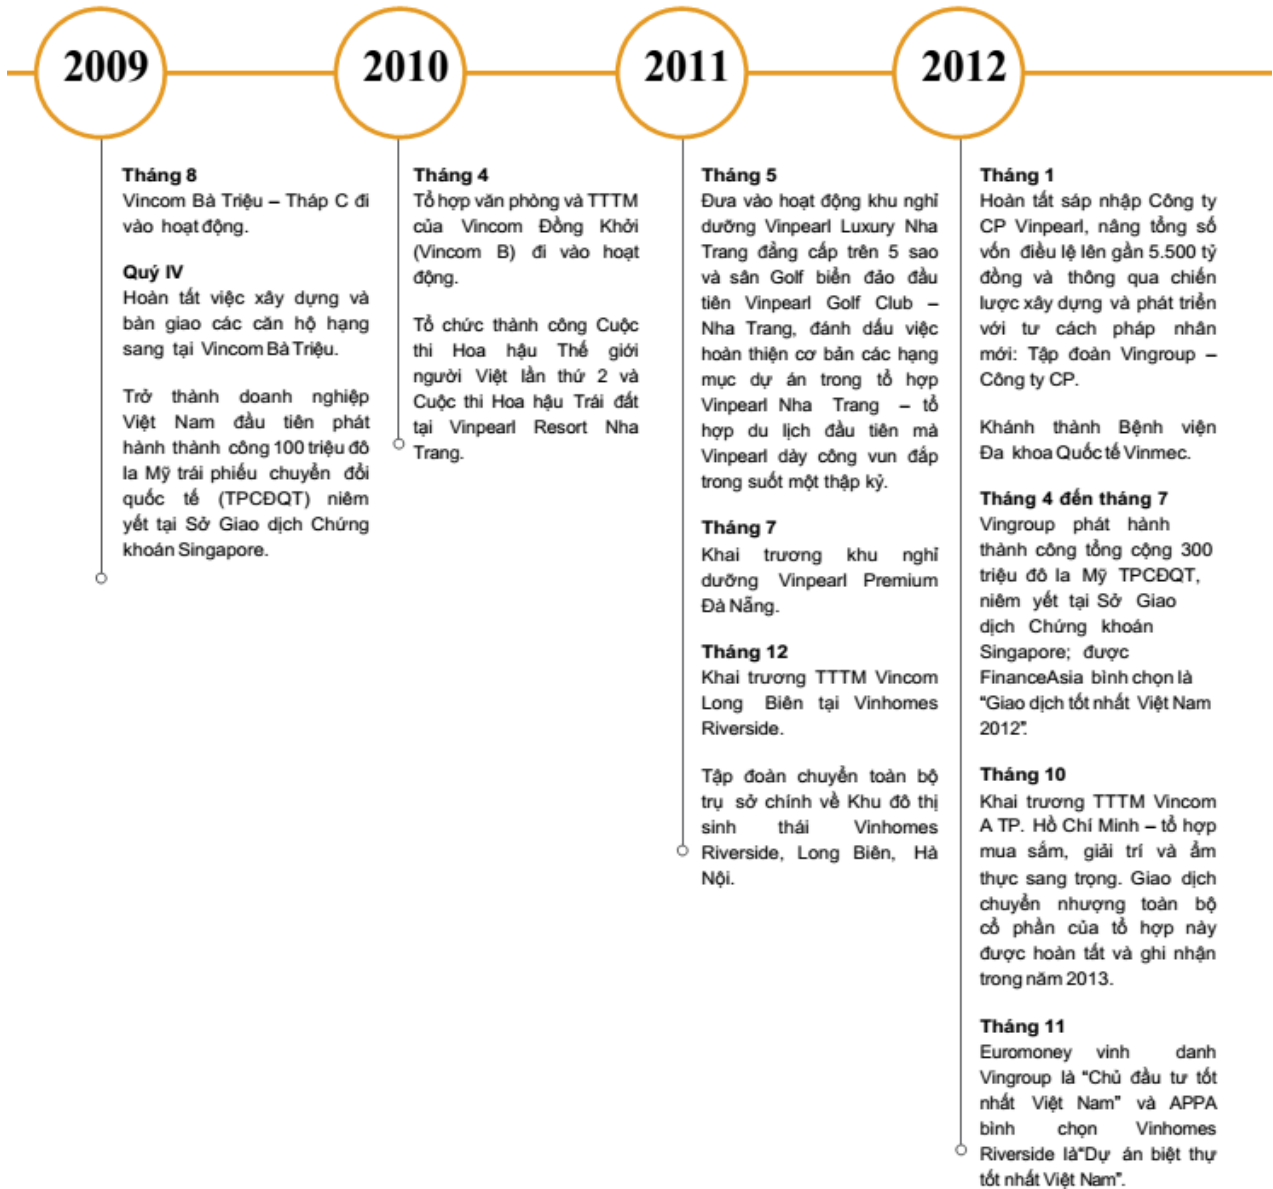 2009
Tháng 8
Vincom Bà Triệu – Tháp C đi
vào hoạt động.
Quý IV
Hoàn tất việc xây dựng và
bàn giao các căn hộ hạng
sang tại Vincom Bà Triệu.
Trở thành doanh nghiệp
Việt Nam đầu tiên phát
hành thành công 100 triệu đô
la Mỹ trái phiếu chuyển đổi
quốc tế (TPCĐQT) niêm
yết tại Sở Giao dịch Chứng
khoán Singapore.
2010
Tháng 4
Tổ hợp văn phòng và TTTM
của Vincom Đồng Khởi
(Vincom B) đi vào hoạt
động.
Tổ chức thành công Cuộc
thi Hoa hậu Thế giới
người Việt lần thứ 2 và
Cuộc thi Hoa hậu Trái đất
tại Vinpearl Resort Nha
Trang.
2011
Tháng 5
Đưa vào hoạt động khu nghỉ
dưỡng Vinpearl Luxury Nha
Trang đẳng cấp trên 5 sao
và sân Golf biển đảo đầu
tiên Vinpearl Golf Club –
Nha Trang, đánh dấu việc
hoàn thiện cơ bản các hạng
mục dự án trong tổ hợp
Vinpearl Nha Trang – tổ
hợp du lịch đầu tiên mà
Vinpearl dày công vun đắp
trong suốt một thập kỷ.
Tháng 7
Khai trương khu nghỉ
dưỡng Vinpearl Premium
Đà Nẵng.
Tháng 12
Khai trương TTTM Vincom
Long Biên tại Vinhomes
Riverside.
Tập đoàn chuyển toàn bộ
trụ sở chính về Khu đô thị
sinh thái Vinhomes
Riverside, Long Biên, Hà
Nội.
2012
Tháng 1
Hoàn tất sáp nhập Công ty
CP Vinpearl, nâng tổng số
vốn điều lệ lên gần 5.500 tỷ
đồng và thông qua chiến
lược xây dựng và phát triển
với tư cách pháp nhân
mới: Tập đoàn Vingroup –
Công ty CP.
Khánh thành Bệnh viện
Đa khoa Quốc tế Vinmec.
Tháng 4 đến tháng 7
Vingroup phát hành
thành công tổng cộng 300
triệu đô la Mỹ TPCĐQT,
niêm yết tại Sở Giao
dịch Chứng khoán
Singapore; được
FinanceAsia bình chọn là
“Giao dịch tốt nhất Việt Nam
2012”.
Tháng 10
Khai trương TTTM Vincom
A TP. Hồ Chí Minh – tổ hợp
mua sắm, giải trí và ẩm
thực sang trọng. Giao dịch
chuyển nhượng toàn bộ
cổ phần của tổ hợp này
được hoàn tất và ghi nhận
trong năm 2013.
Tháng 11
Euromoney vinh danh
Vingroup là “Chủ đầu tư tốt
nhất Việt Nam” và APPA
bình chọn Vinhomes
Riverside là“Dự án biệt thự
tốt nhất Việt Nam”.